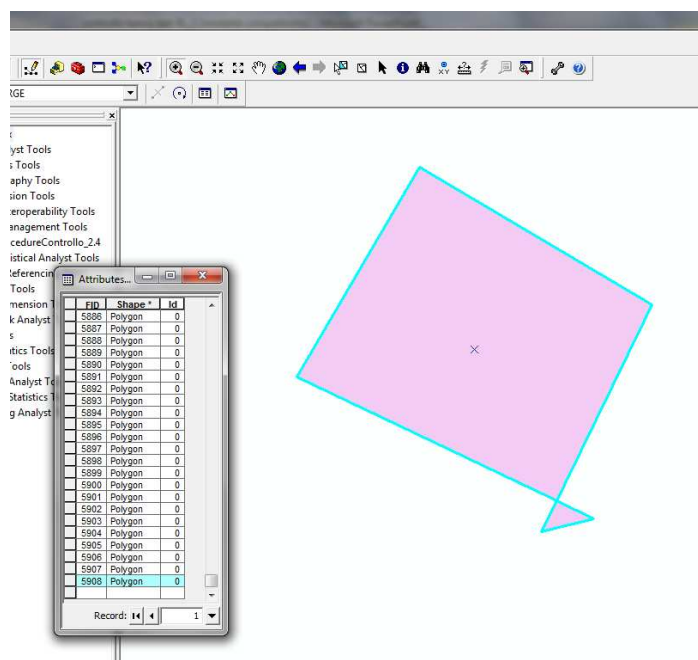 RGE
XY
x
lyst Tools
s Tools
aphy Tools
sion Tools
teroperability Tools
anagement Tools
cedureControllo_2.4
istical Analyst Tools
Referencing
Tools
mension T
k Analyst
s
tics Tools
Tools
Analyst To
Statistics T
g Analyst
Attributes...
FID Shape * Id
5886 Polygon 0
5887 Polygon 0
5888 Polygon 0
5889 Polygon 0
5890 Polygon 0
5891 Polygon 0
5892 Polygon 0
5893 Polygon 0
5894 Polygon 0
5895 Polygon 0
5896 Polygon 0
5897 Polygon 0
5898 Polygon 0
5899 Polygon 0
5900 Polygon 0
5901 Polygon 0
5902 Polygon 0
5903 Polygon 0
5904 Polygon 0
5905 Polygon 0
5906 Polygon 0
5907 Polygon 0
5908 Polygon 0
Record: 1